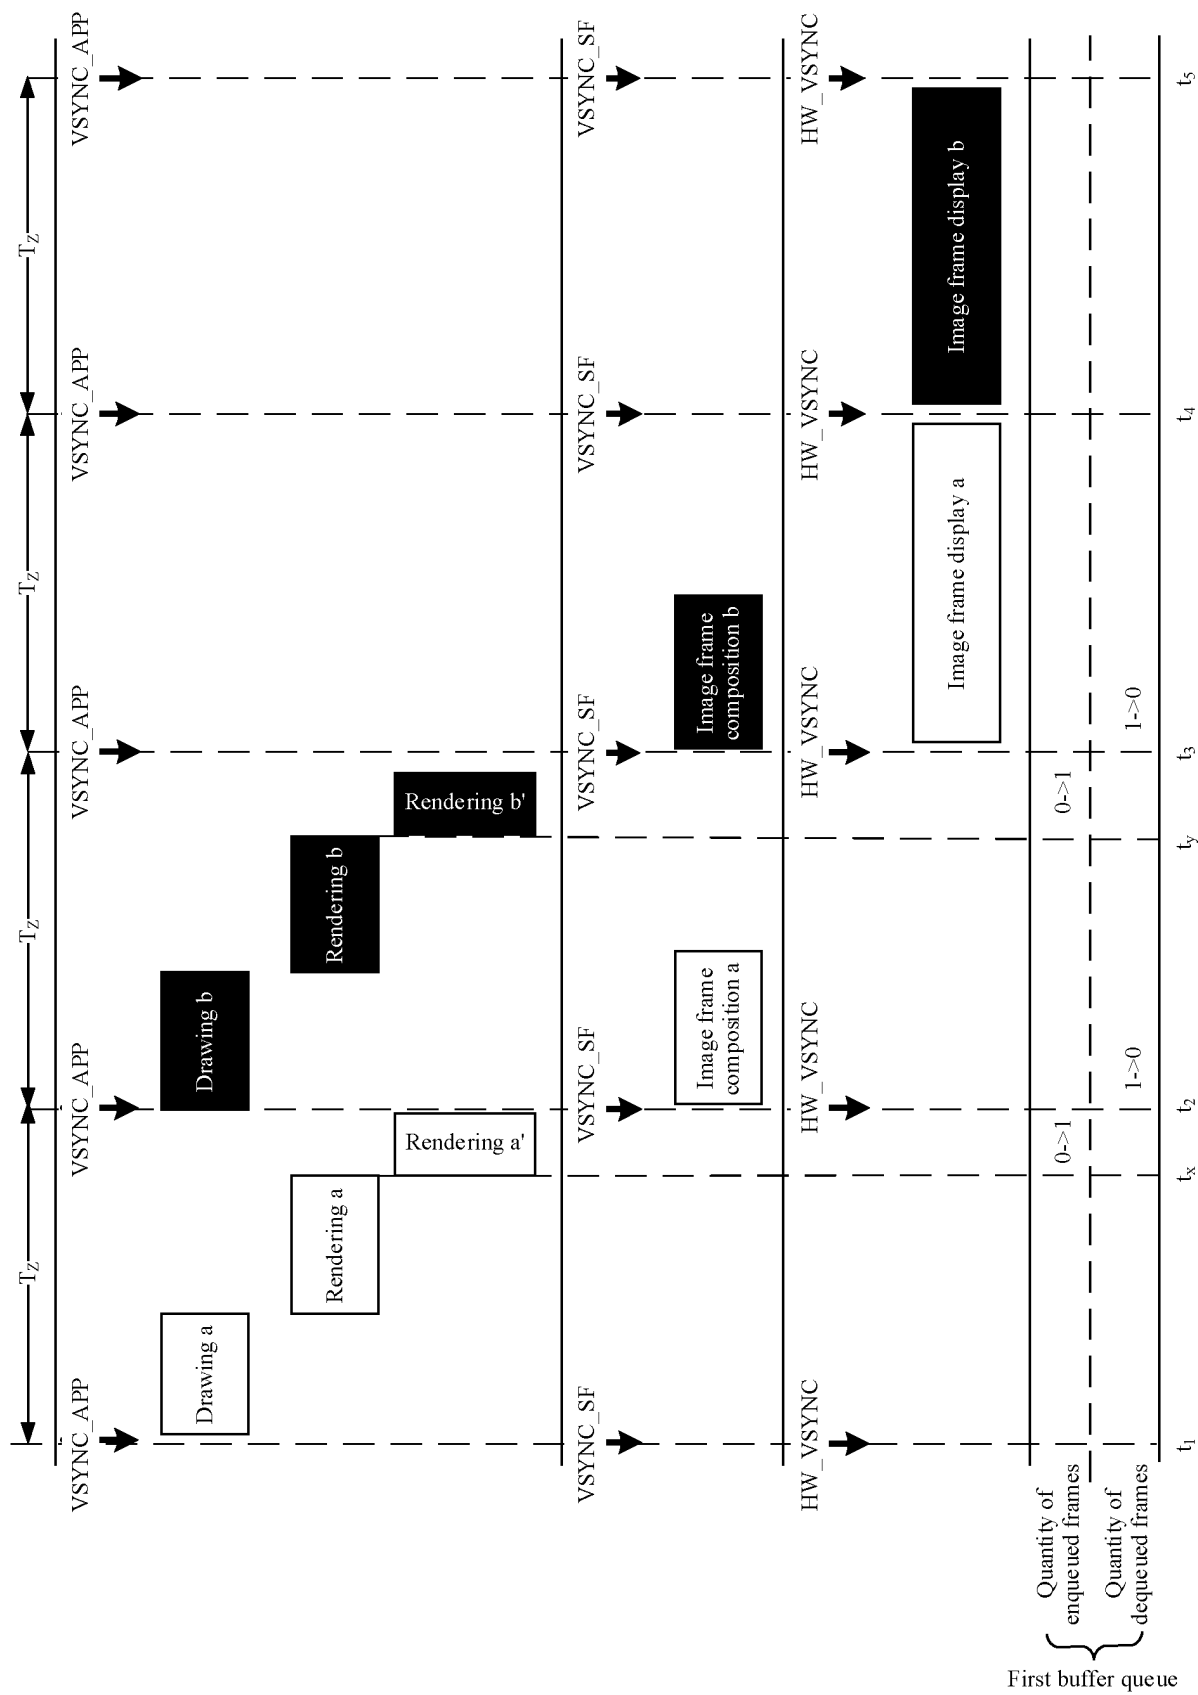 T_Z
T_Z
T_Z
T_Z
VSYNC_APP
VSYNC_APP
VSYNC_APP
VSYNC_APP
VSYNC_APP
Drawing a
Drawing b
Rendering a
Rendering b
Rendering a'
Rendering b'
VSYNC_SF
VSYNC_SF
VSYNC_SF
VSYNC_SF
VSYNC_SF
Image frame
composition a
Image frame
composition b
HW_VSYNC
HW_VSYNC
HW_VSYNC
HW_VSYNC
HW_VSYNC
Image frame display a
Image frame display b
Quantity of
enqueued frames
0->1
0->1
Quantity of
dequeued frames
1->0
1->0
First buffer queue
t_1
t_x
t_2
t_y
t_3
t_4
t_5